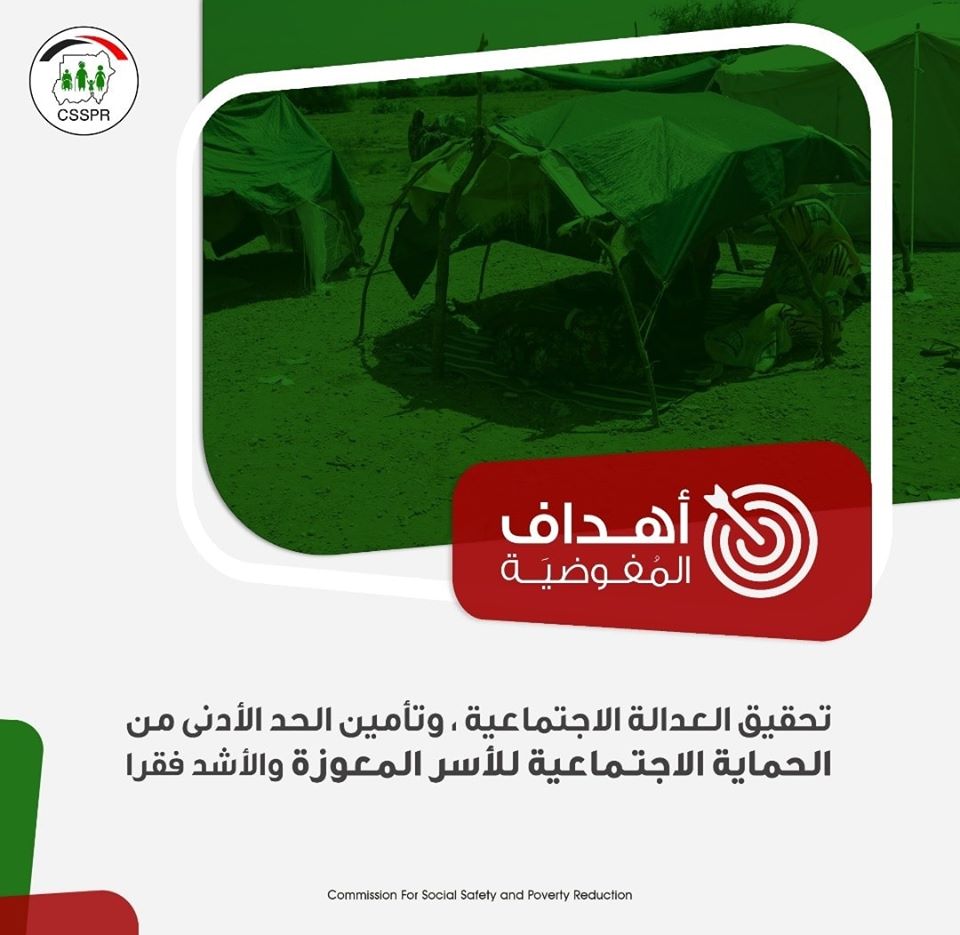 CSSPR
أهداف
المُفوضيَة
تحقيق العدالة الاجتماعية ، وتأمين الحد الأدنى من
الحماية الاجتماعية للأسر المعوزة والأشد فقرا
Commission For Social Safety and Poverty Reduction